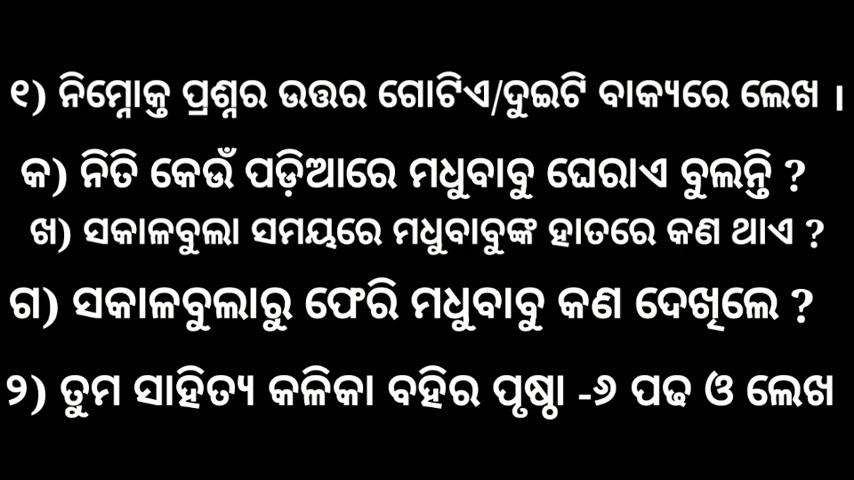 ୧) ନିମ୍ନୋକ୍ତ ପ୍ରଶ୍ନର ଉତ୍ତର ଗୋଟିଏ/ଦୁଇଟି ବାକ୍ୟରେ ଲେଖ ।
କ) ନିତି କେଉଁ ପଡ଼ିଆରେ ମଧୁବାବୁ ଘେରାଏ ବୁଲନ୍ତି ?
ଖ) ସକାଳବୁଲା ସମୟରେ ମଧୁବାବୁଙ୍କ ହାତରେ କଣ ଥାଏ ?
ଗ) ସକାଳବୁଲାରୁ ଫେରି ମଧୁବାବୁ କଣ ଦେଖିଲେ ?
୨) ତୁମ ସାହିତ୍ୟ କଳିକା ବହିର ପୃଷ୍ଠା -୬ ପଢ ଓ ଲେଖ